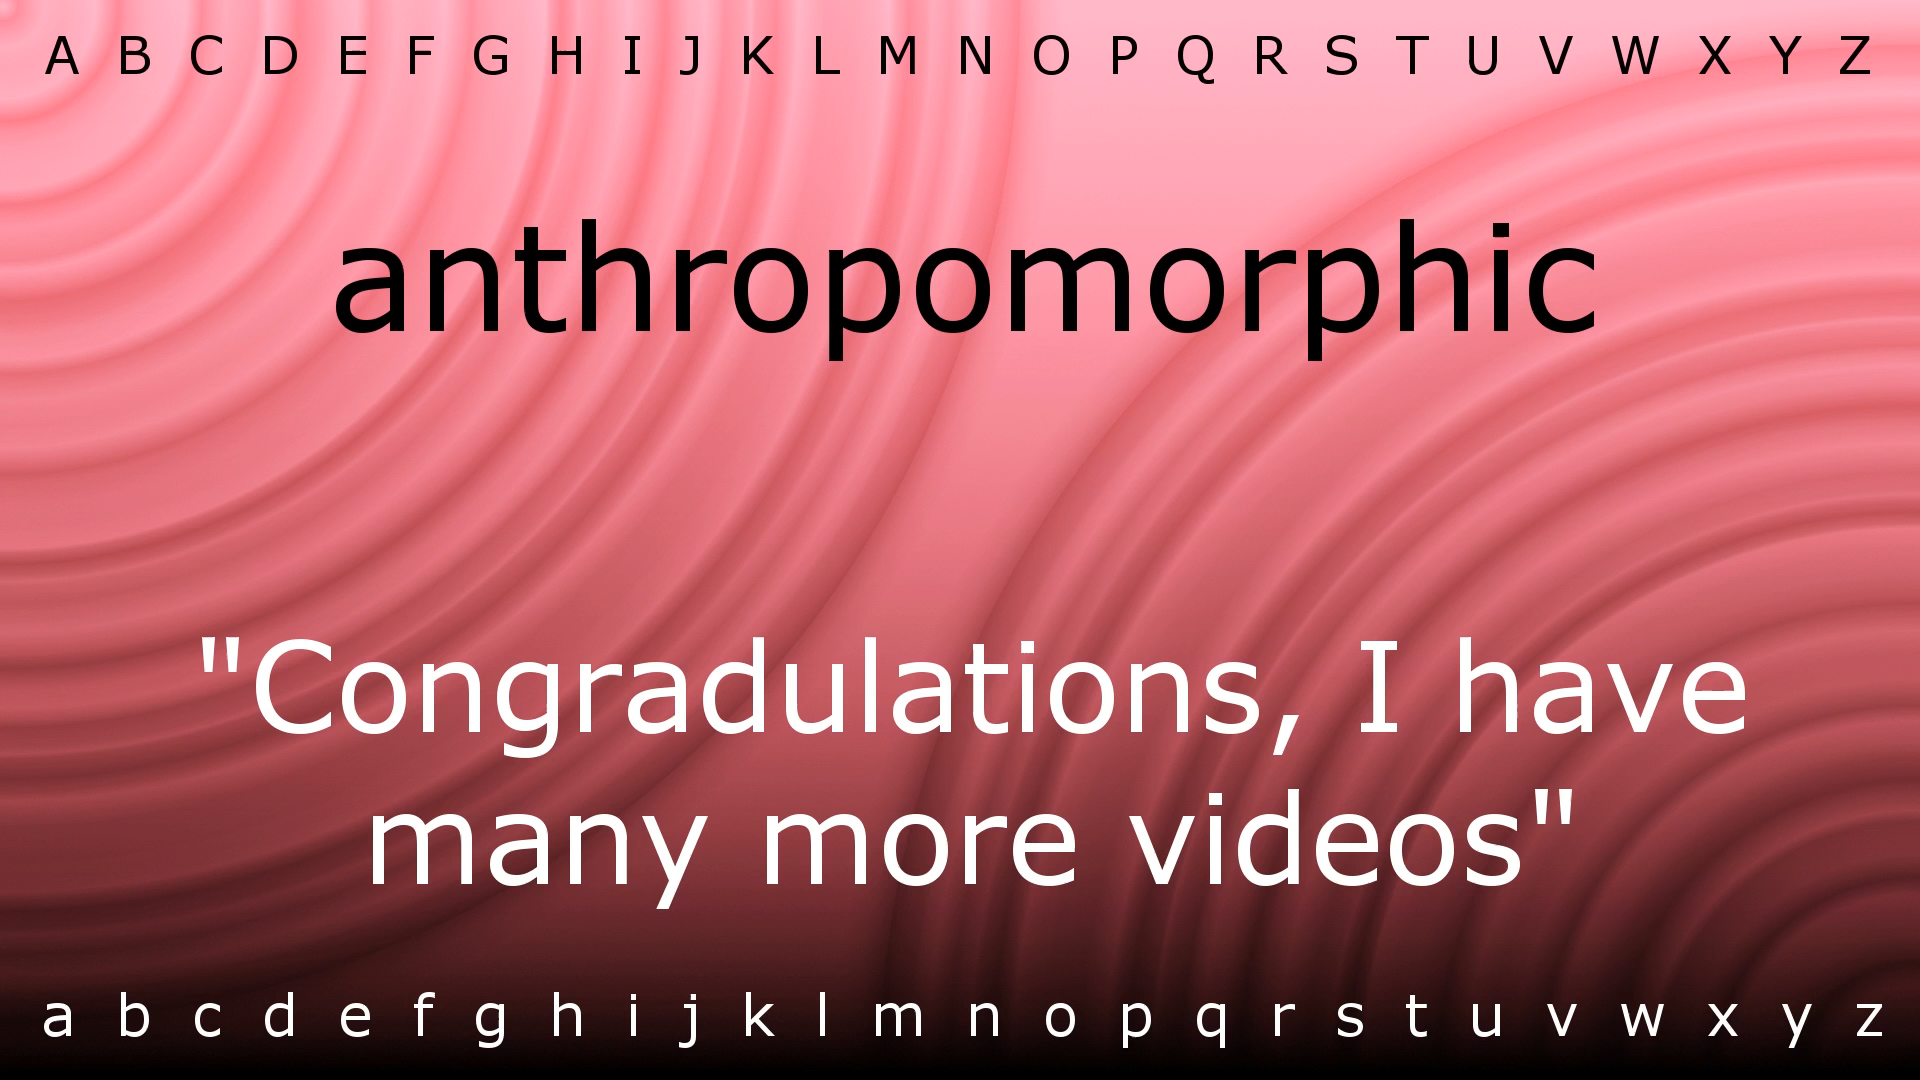 A B C D E F G H I J K L M N O P Q R S T U V W X Y Z
anthropomorphic
"Congradulations, I have
many more videos"
a b c d e f g h i j k l m n o p q r s t u v w x y z